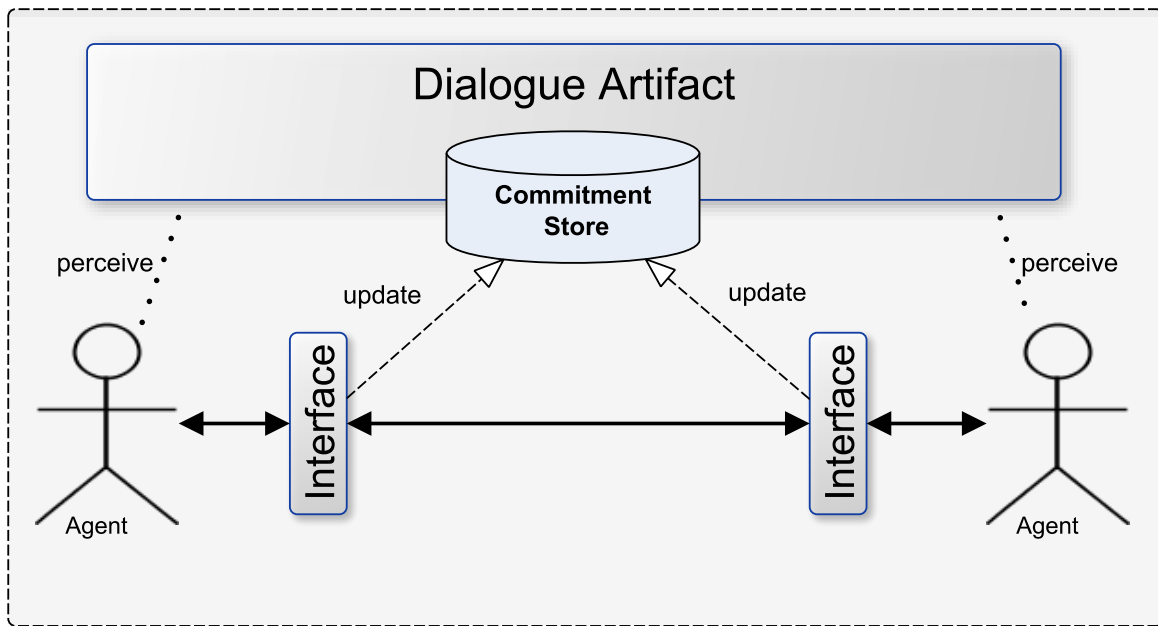 Dialogue Artifact
Commitment
Store
perceive
perceive
update
update
Interface
Interface
Agent
Agent